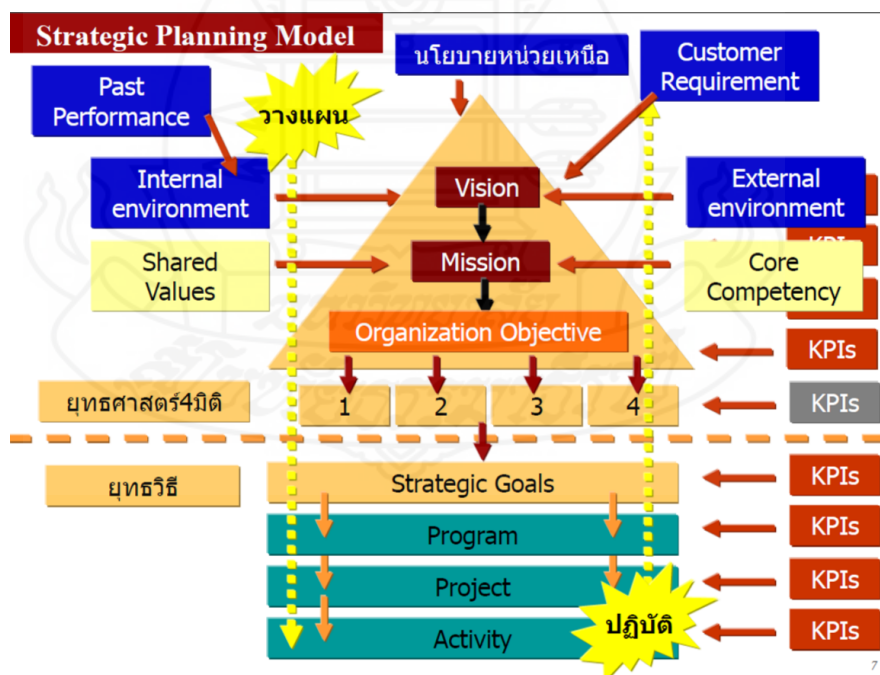 Strategic Planning Model
นโยบายหน่วยเหนือ
Customer
Requirement
Past
Performance
วางแผน
Internal
environment
Vision
External
environment
KPIs
Shared
Values
Mission
Core
Competency
Organization Objective
KPIs
ยุทธศาสตร์4มิติ
1
2
3
4
KPIs
ยุทธวิธี
Strategic Goals
KPIs
Program
KPIs
Project
KPIs
ปฏิบัติ
Activity
KPIs
7